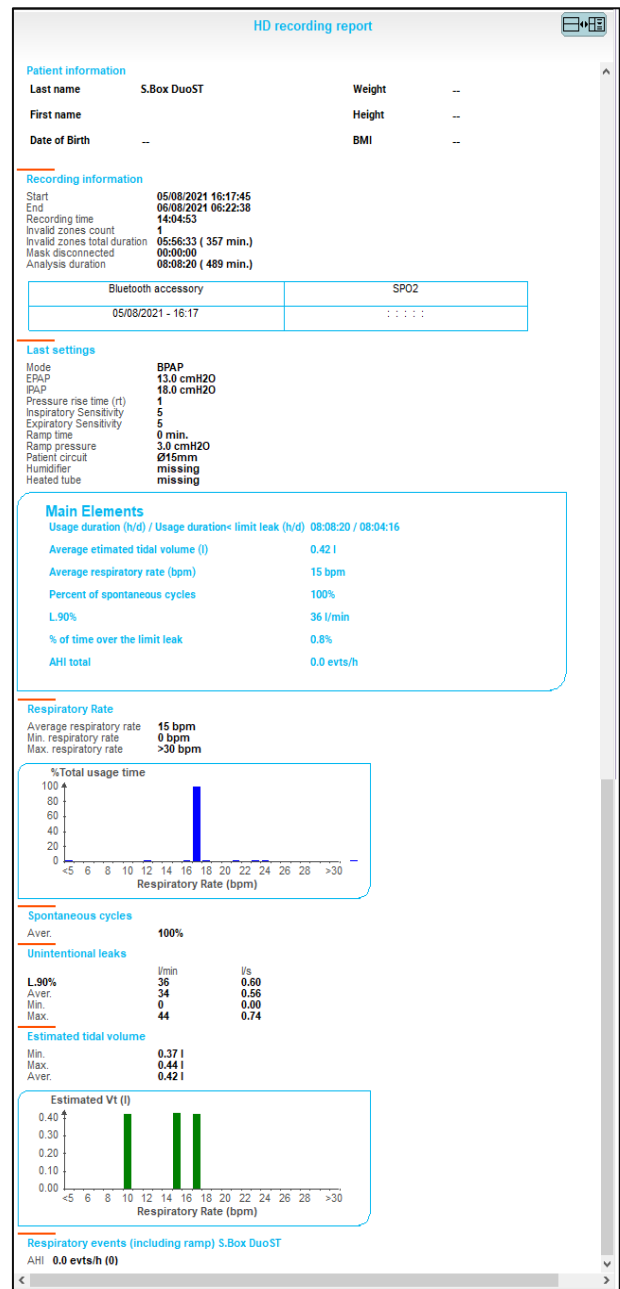 HD recording report
Patient information
Last name S.Box DuoST Weight --
First name Height --
Date of Birth -- BMI --
Recording information
Start 05/08/2021 16:17:45
End 06/08/2021 06:22:38
Recording time 14:04:53
Invalid zones count 1
Invalid zones total duration 05:56:33 ( 357 min.)
Mask disconnected 00:00:00
Analysis duration 08:08:20 ( 489 min.)
Bluetooth accessory SPO2
05/08/2021 - 16:17 : : : : :
Last settings
Mode BPAP
EPAP 13.0 cmH2O
IPAP 18.0 cmH2O
Pressure rise time (rt) 1
Inspiratory Sensitivity 5
Expiratory Sensitivity 5
Ramp time 0 min.
Ramp pressure 3.0 cmH2O
Patient circuit Ø15mm
Humidifier missing
Heated tube missing
Main Elements
Usage duration (h/d) / Usage duration< limit leak (h/d) 08:08:20 / 08:04:16
Average etimated tidal volume (l) 0.42 l
Average respiratory rate (bpm) 15 bpm
Percent of spontaneous cycles 100%
L.90% 36 l/min
% of time over the limit leak 0.8%
AHI total 0.0 evts/h
Respiratory Rate
Average respiratory rate 15 bpm
Min. respiratory rate 0 bpm
Max. respiratory rate >30 bpm
%Total usage time
100
80
60
40
20
0
<5 6 8 10 12 14 16 18 20 22 24 26 28 >30
Respiratory Rate (bpm)
Spontaneous cycles
Aver. 100%
Unintentional leaks
l/min l/s
L.90% 36 0.60
Aver. 34 0.56
Min. 0 0.00
Max. 44 0.74
Estimated tidal volume
Min. 0.37 l
Max. 0.44 l
Aver. 0.42 l
Estimated Vt (l)
0.40
0.30
0.20
0.10
0.00
<5 6 8 10 12 14 16 18 20 22 24 26 28 >30
Respiratory Rate (bpm)
Respiratory events (including ramp) S.Box DuoST
AHI 0.0 evts/h (0)